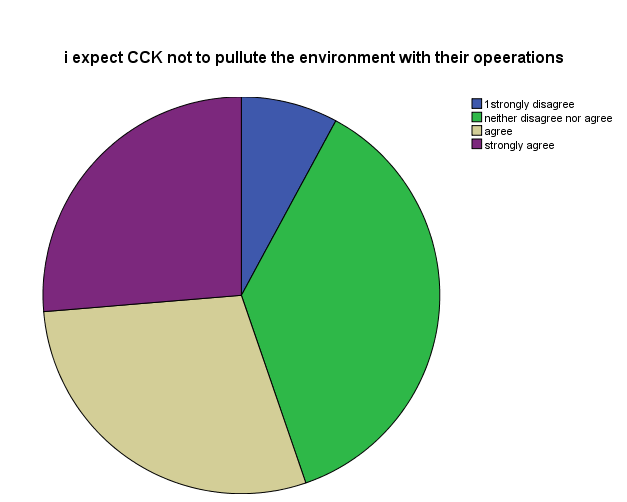 i expect CCK not to pullute the environment with their opeerations
1strongly disagree
neither disagree nor agree
agree
strongly agree